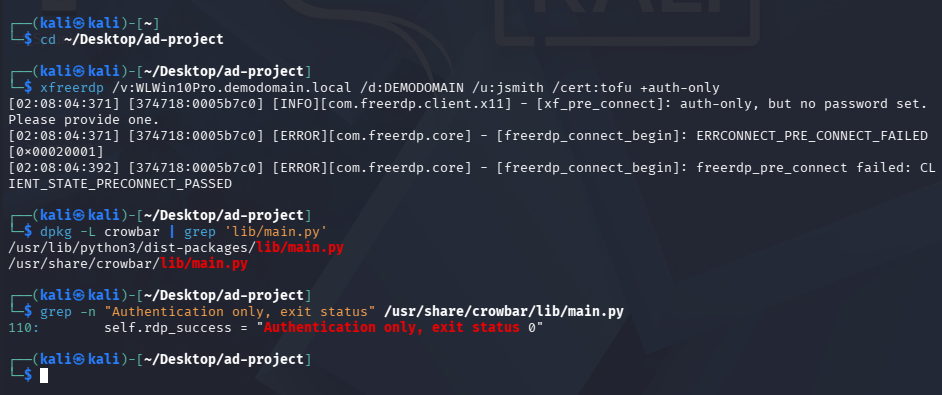 ┌──(kali㉿kali)-[~]
└─$ cd ~/Desktop/ad-project
┌──(kali㉿kali)-[~/Desktop/ad-project]
└─$ xfreerdp /v:WLWin10Pro.demodomain.local /d:DEMODOMAIN /u:jsmith /cert:tofu +auth-only
[02:08:04:371] [374718:0005b7c0] [INFO][com.freerdp.client.x11] - [xf_pre_connect]: auth-only, but no password set.
Please provide one.
[02:08:04:371] [374718:0005b7c0] [ERROR][com.freerdp.core] - [freerdp_connect_begin]: ERRCONNECT_PRE_CONNECT_FAILED
[0x00020001]
[02:08:04:392] [374718:0005b7c0] [ERROR][com.freerdp.core] - [freerdp_connect_begin]: freerdp_pre_connect failed: CL
IENT_STATE_PRECONNECT_PASSED
┌──(kali㉿kali)-[~/Desktop/ad-project]
└─$ dpkg -L crowbar | grep 'lib/main.py'
/usr/lib/python3/dist-packages/lib/main.py
/usr/share/crowbar/lib/main.py
┌──(kali㉿kali)-[~/Desktop/ad-project]
└─$ grep -n "Authentication only, exit status" /usr/share/crowbar/lib/main.py
110:        self.rdp_success = "Authentication only, exit status 0"
┌──(kali㉿kali)-[~/Desktop/ad-project]
└─$